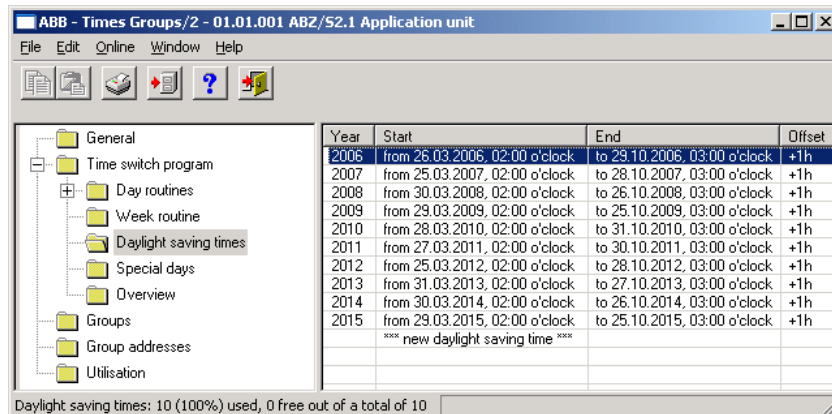 ABB - Times Groups/2 - 01.01.001 ABZ/S2.1 Application unit
File Edit Online Window Help
General
Time switch program
Day routines
Week routine
Daylight saving times
Special days
Overview
Groups
Group addresses
Utilisation
Year Start End Offset
2006 from 26.03.2006, 02:00 o'clock to 29.10.2006, 03:00 o'clock +1h
2007 from 25.03.2007, 02:00 o'clock to 28.10.2007, 03:00 o'clock +1h
2008 from 30.03.2008, 02:00 o'clock to 26.10.2008, 03:00 o'clock +1h
2009 from 29.03.2009, 02:00 o'clock to 25.10.2009, 03:00 o'clock +1h
2010 from 28.03.2010, 02:00 o'clock to 31.10.2010, 03:00 o'clock +1h
2011 from 27.03.2011, 02:00 o'clock to 30.10.2011, 03:00 o'clock +1h
2012 from 25.03.2012, 02:00 o'clock to 28.10.2012, 03:00 o'clock +1h
2013 from 31.03.2013, 02:00 o'clock to 27.10.2013, 03:00 o'clock +1h
2014 from 30.03.2014, 02:00 o'clock to 26.10.2014, 03:00 o'clock +1h
2015 from 29.03.2015, 02:00 o'clock to 25.10.2015, 03:00 o'clock +1h
*** new daylight saving time ***
Daylight saving times: 10 (100%) used, 0 free out of a total of 10